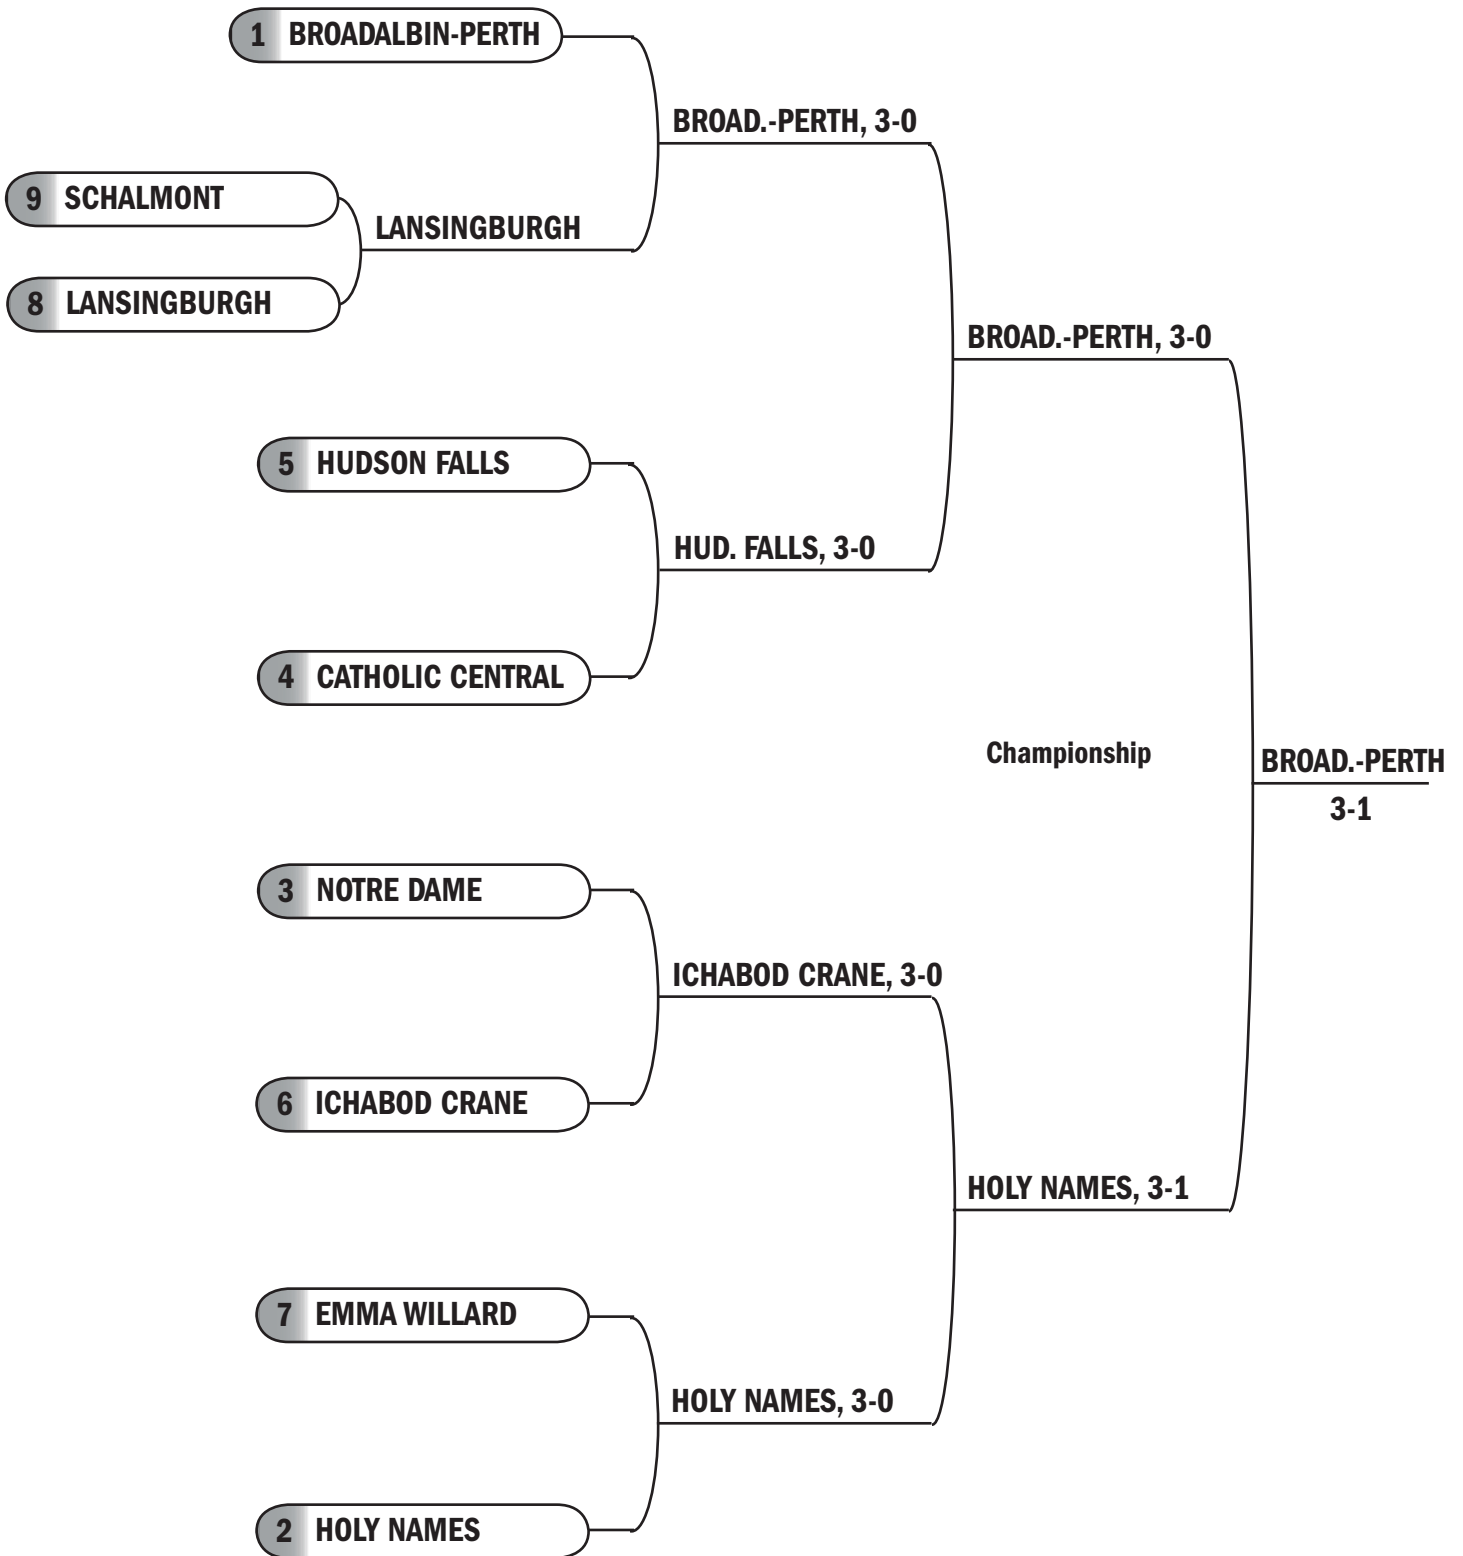 1 BROADALBIN-PERTH
BROAD.-PERTH, 3-0
9 SCHALMONT
LANSINGBURGH
8 LANSINGBURGH
BROAD.-PERTH, 3-0
5 HUDSON FALLS
HUD. FALLS, 3-0
4 CATHOLIC CENTRAL
Championship
BROAD.-PERTH
3-1
3 NOTRE DAME
ICHABOD CRANE, 3-0
6 ICHABOD CRANE
HOLY NAMES, 3-1
7 EMMA WILLARD
HOLY NAMES, 3-0
2 HOLY NAMES